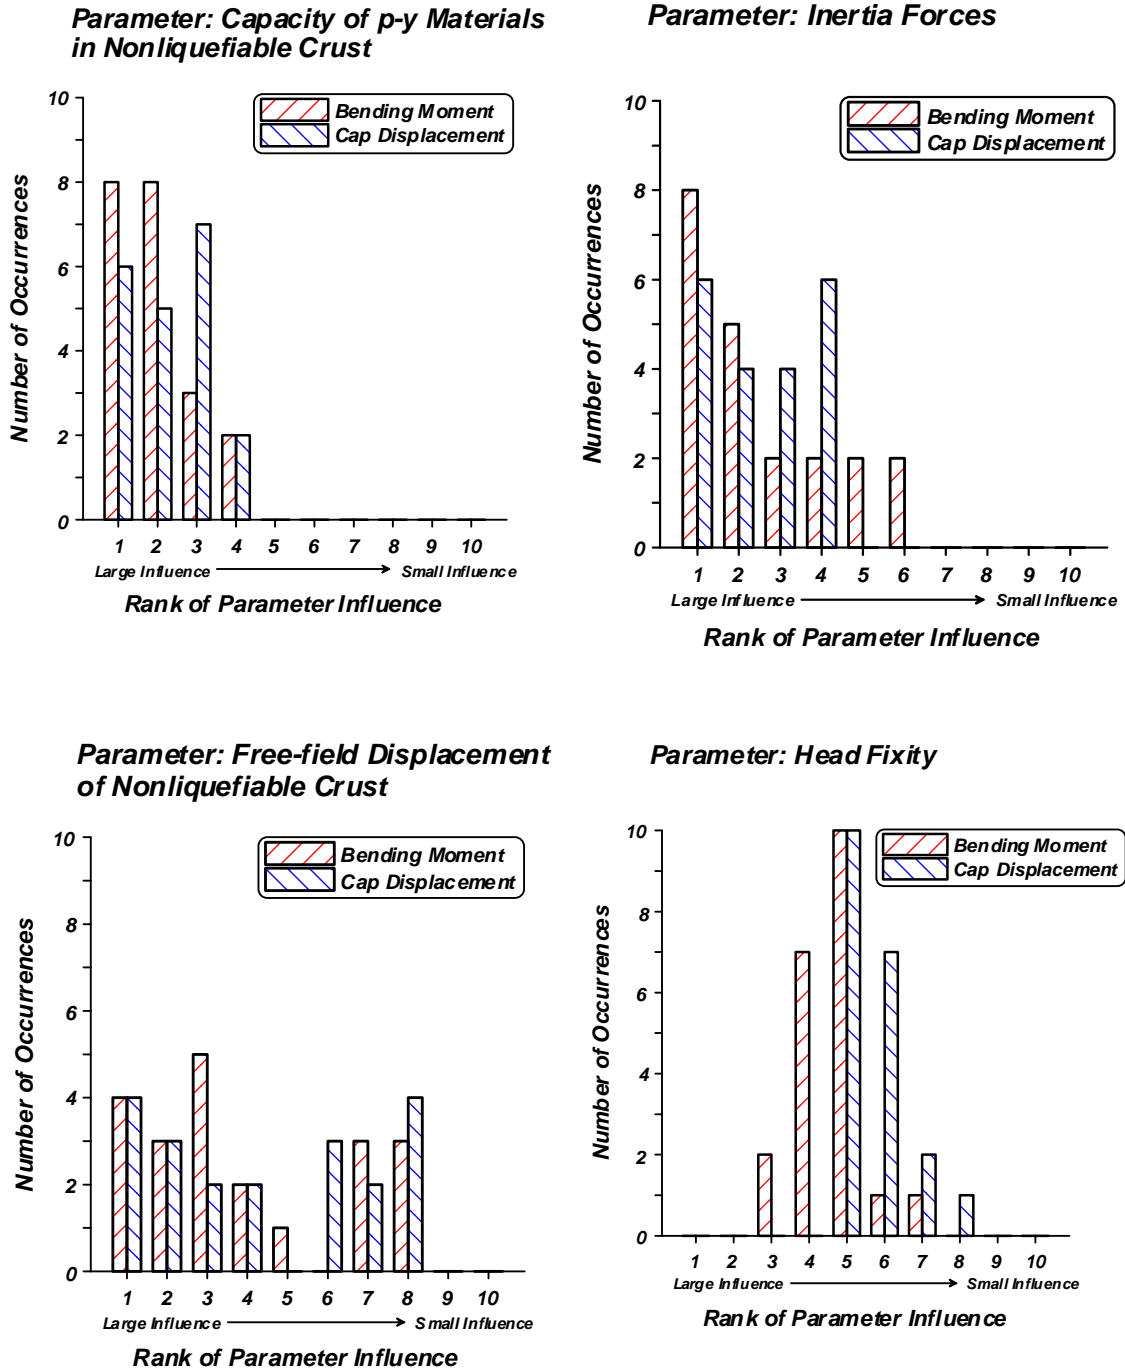 Parameter: Capacity of p-y Materials
in Nonliquefiable Crust
Bending Moment
Cap Displacement
Number of Occurrences
10
8
6
4
2
0
1 2 3 4 5 6 7 8 9 10
Large Influence Small Influence
Rank of Parameter Influence
Parameter: Inertia Forces
Bending Moment
Cap Displacement
Number of Occurrences
10
8
6
4
2
0
1 2 3 4 5 6 7 8 9 10
Large Influence Small Influence
Rank of Parameter Influence
Parameter: Free-field Displacement
of Nonliquefiable Crust
Bending Moment
Cap Displacement
Number of Occurrences
10
8
6
4
2
0
1 2 3 4 5 6 7 8 9 10
Large Influence Small Influence
Rank of Parameter Influence
Parameter: Head Fixity
Bending Moment
Cap Displacement
Number of Occurrences
10
8
6
4
2
0
1 2 3 4 5 6 7 8 9 10
Large Influence Small Influence
Rank of Parameter Influence